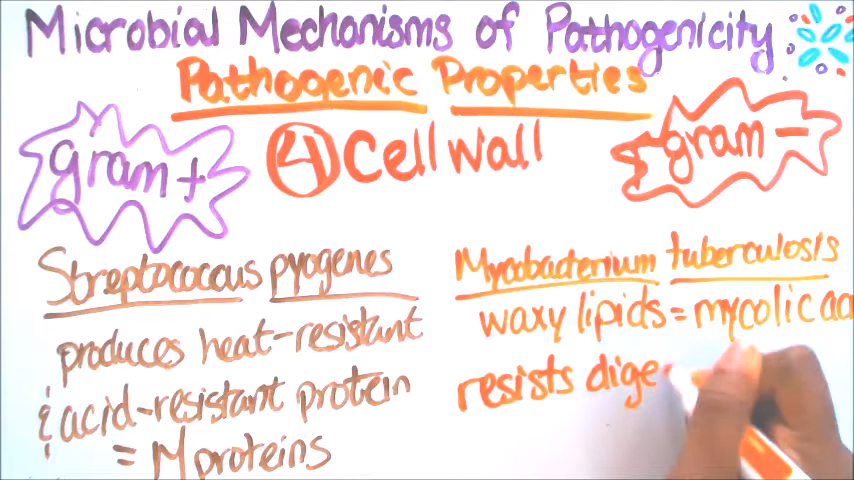 Microbial Mechanisms of Pathogenicity
Pathogenic Properties
gram +
④ Cell Wall
gram -
Streptococcus pyogenes
produces heat-resistant
& acid-resistant protein
= M proteins
Mycobacterium tuberculosis
waxy lipids = mycolic ac
resists dige